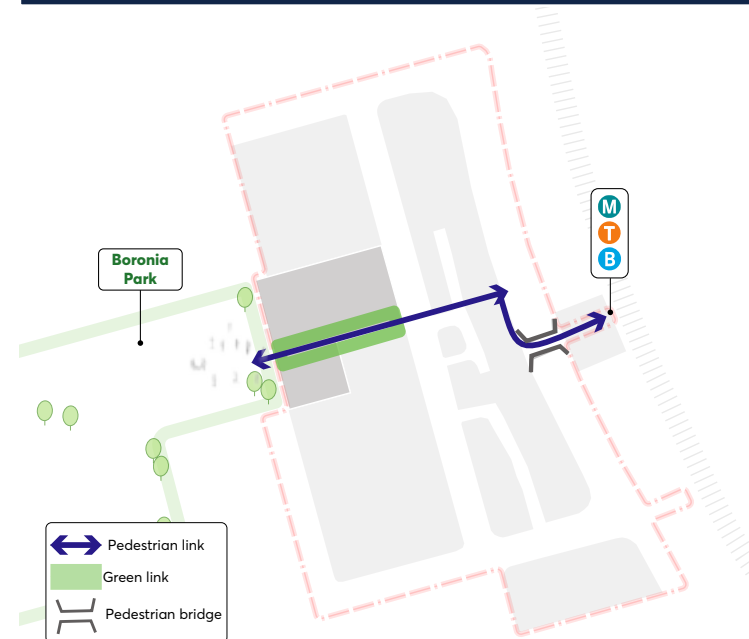 M
T
B
Boronia
Park
Pedestrian link
Green link
Pedestrian bridge